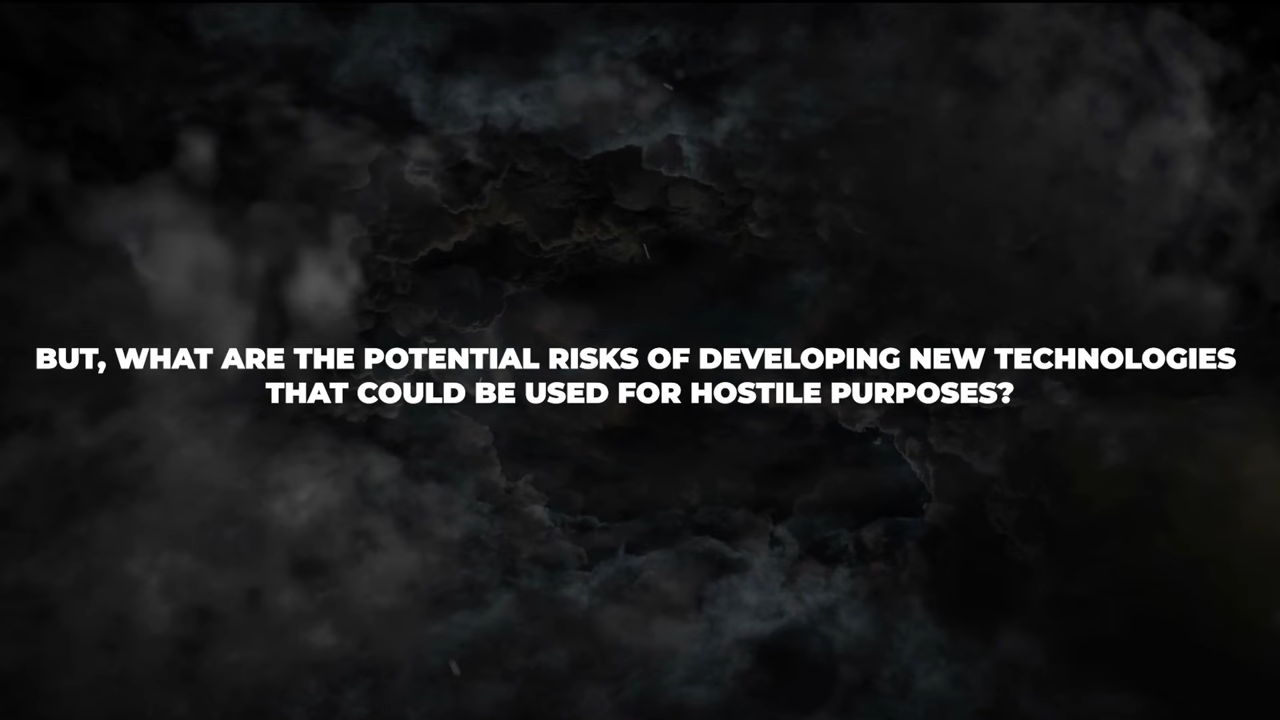 BUT, WHAT ARE THE POTENTIAL RISKS OF DEVELOPING NEW TECHNOLOGIES
THAT COULD BE USED FOR HOSTILE PURPOSES?